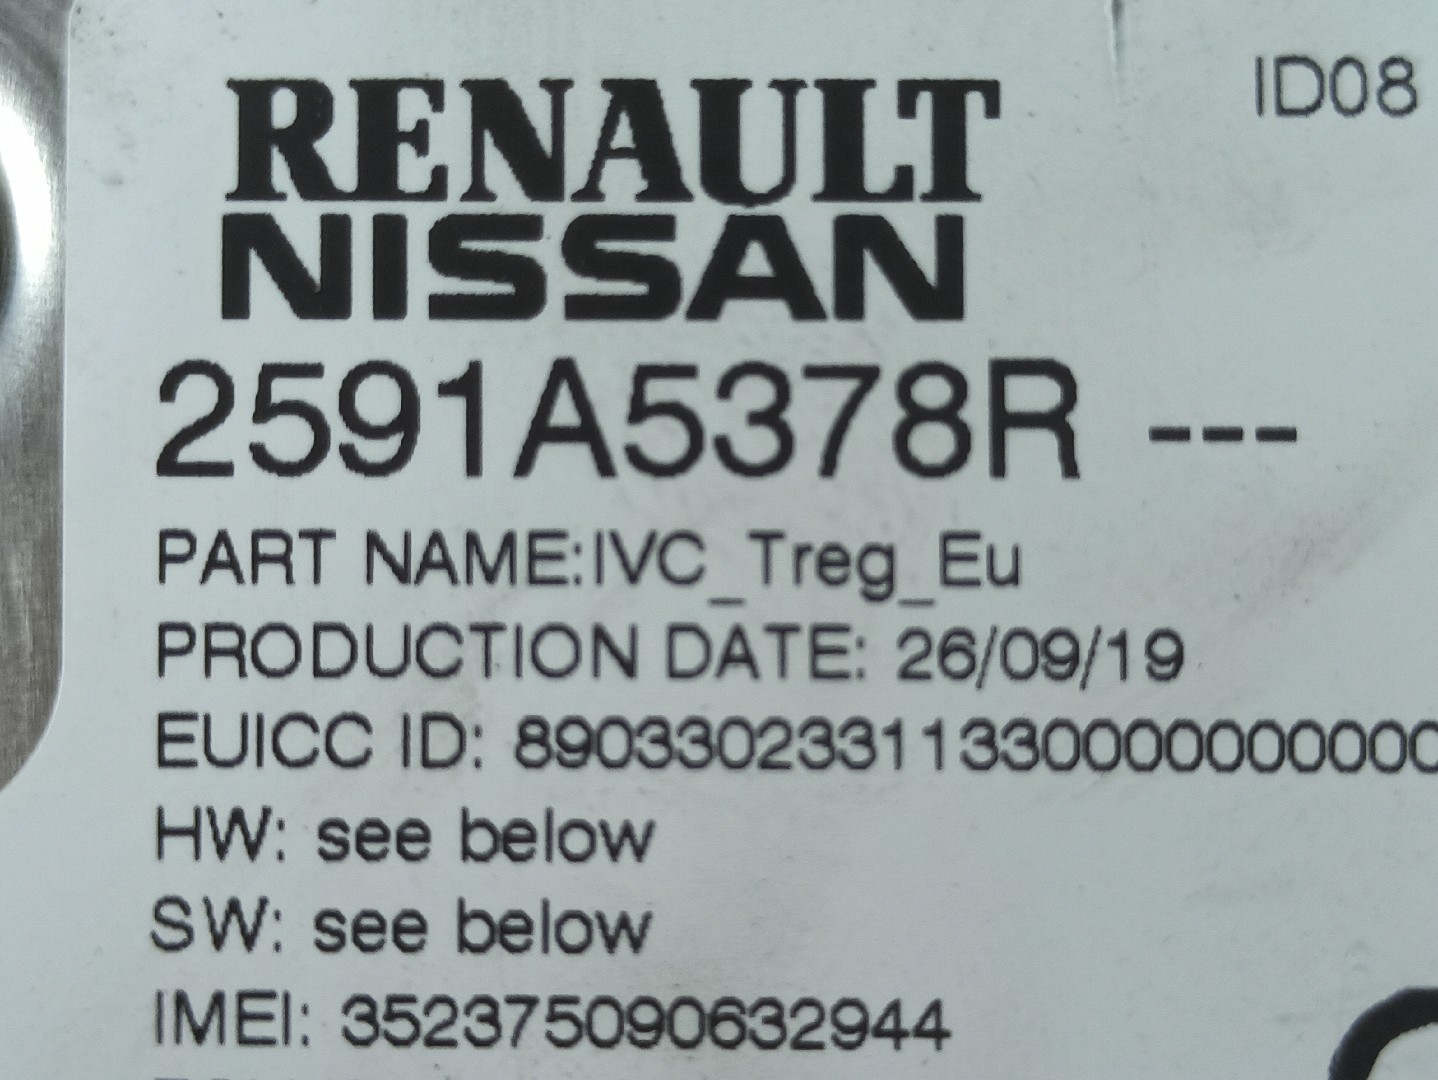 ID08
RENAULT
NISSAN
2591A5378R ---
PART NAME:IVC_Treg_Eu
PRODUCTION DATE: 26/09/19
EUICC ID: 89033023311330000000000
HW: see below
SW: see below
IMEI: 352375090632944